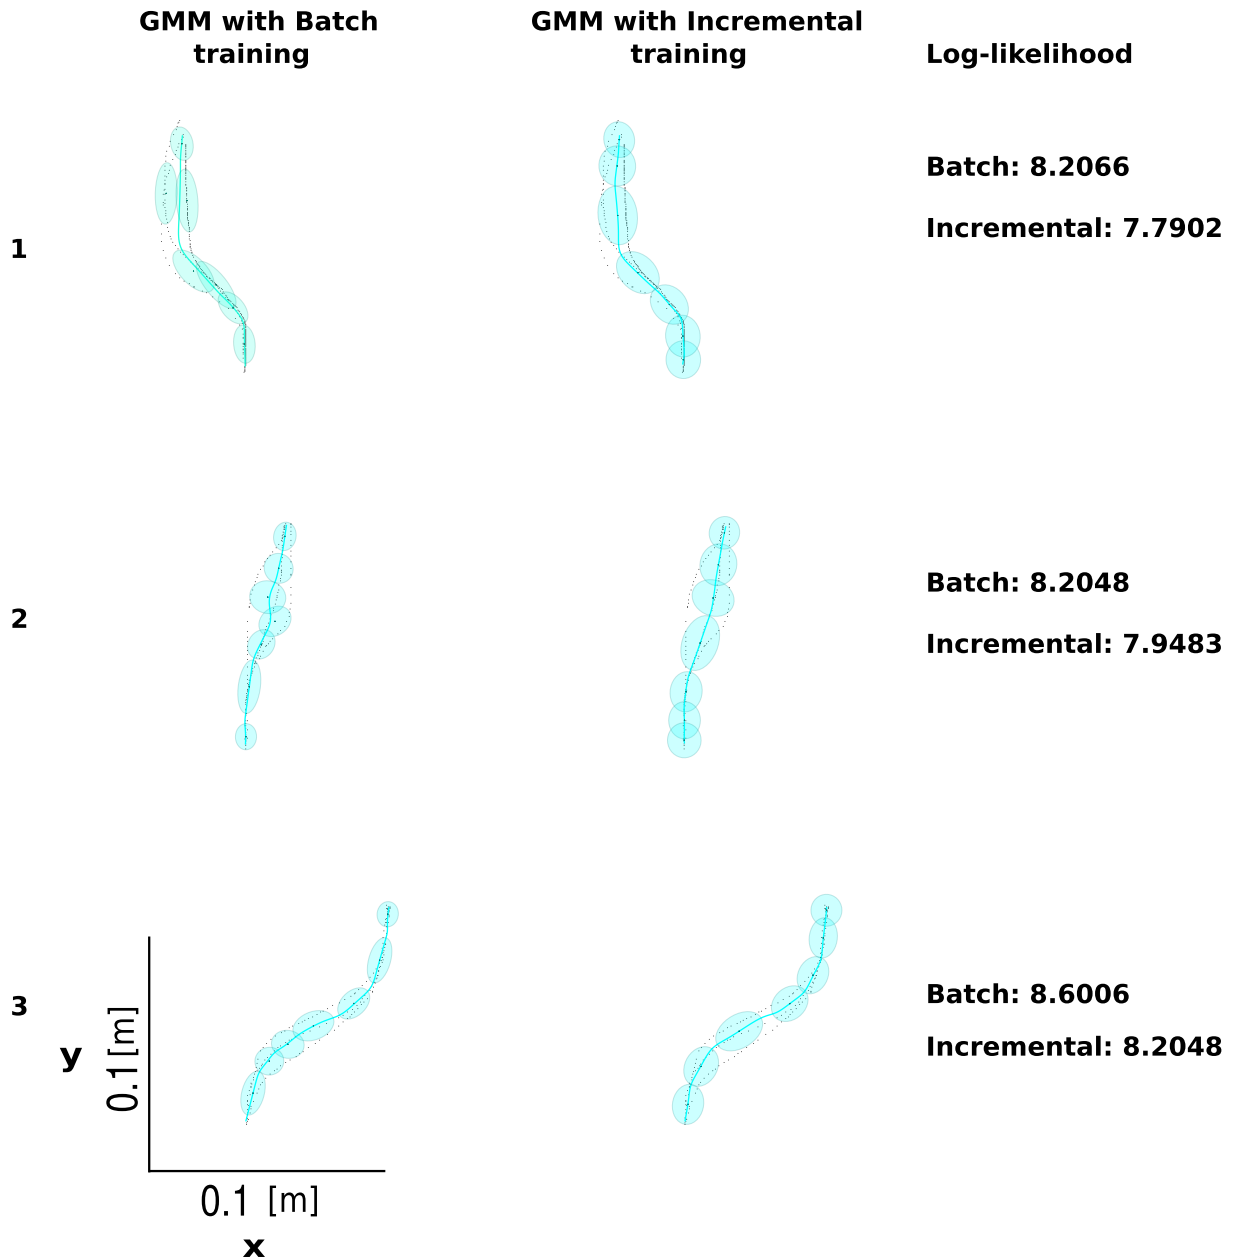 GMM with Batch
training
GMM with Incremental
training
Log-likelihood
1
Batch: 8.2066
Incremental: 7.7902
2
Batch: 8.2048
Incremental: 7.9483
3
Batch: 8.6006
Incremental: 8.2048
y
0.1 [m]
0.1 [m]
x